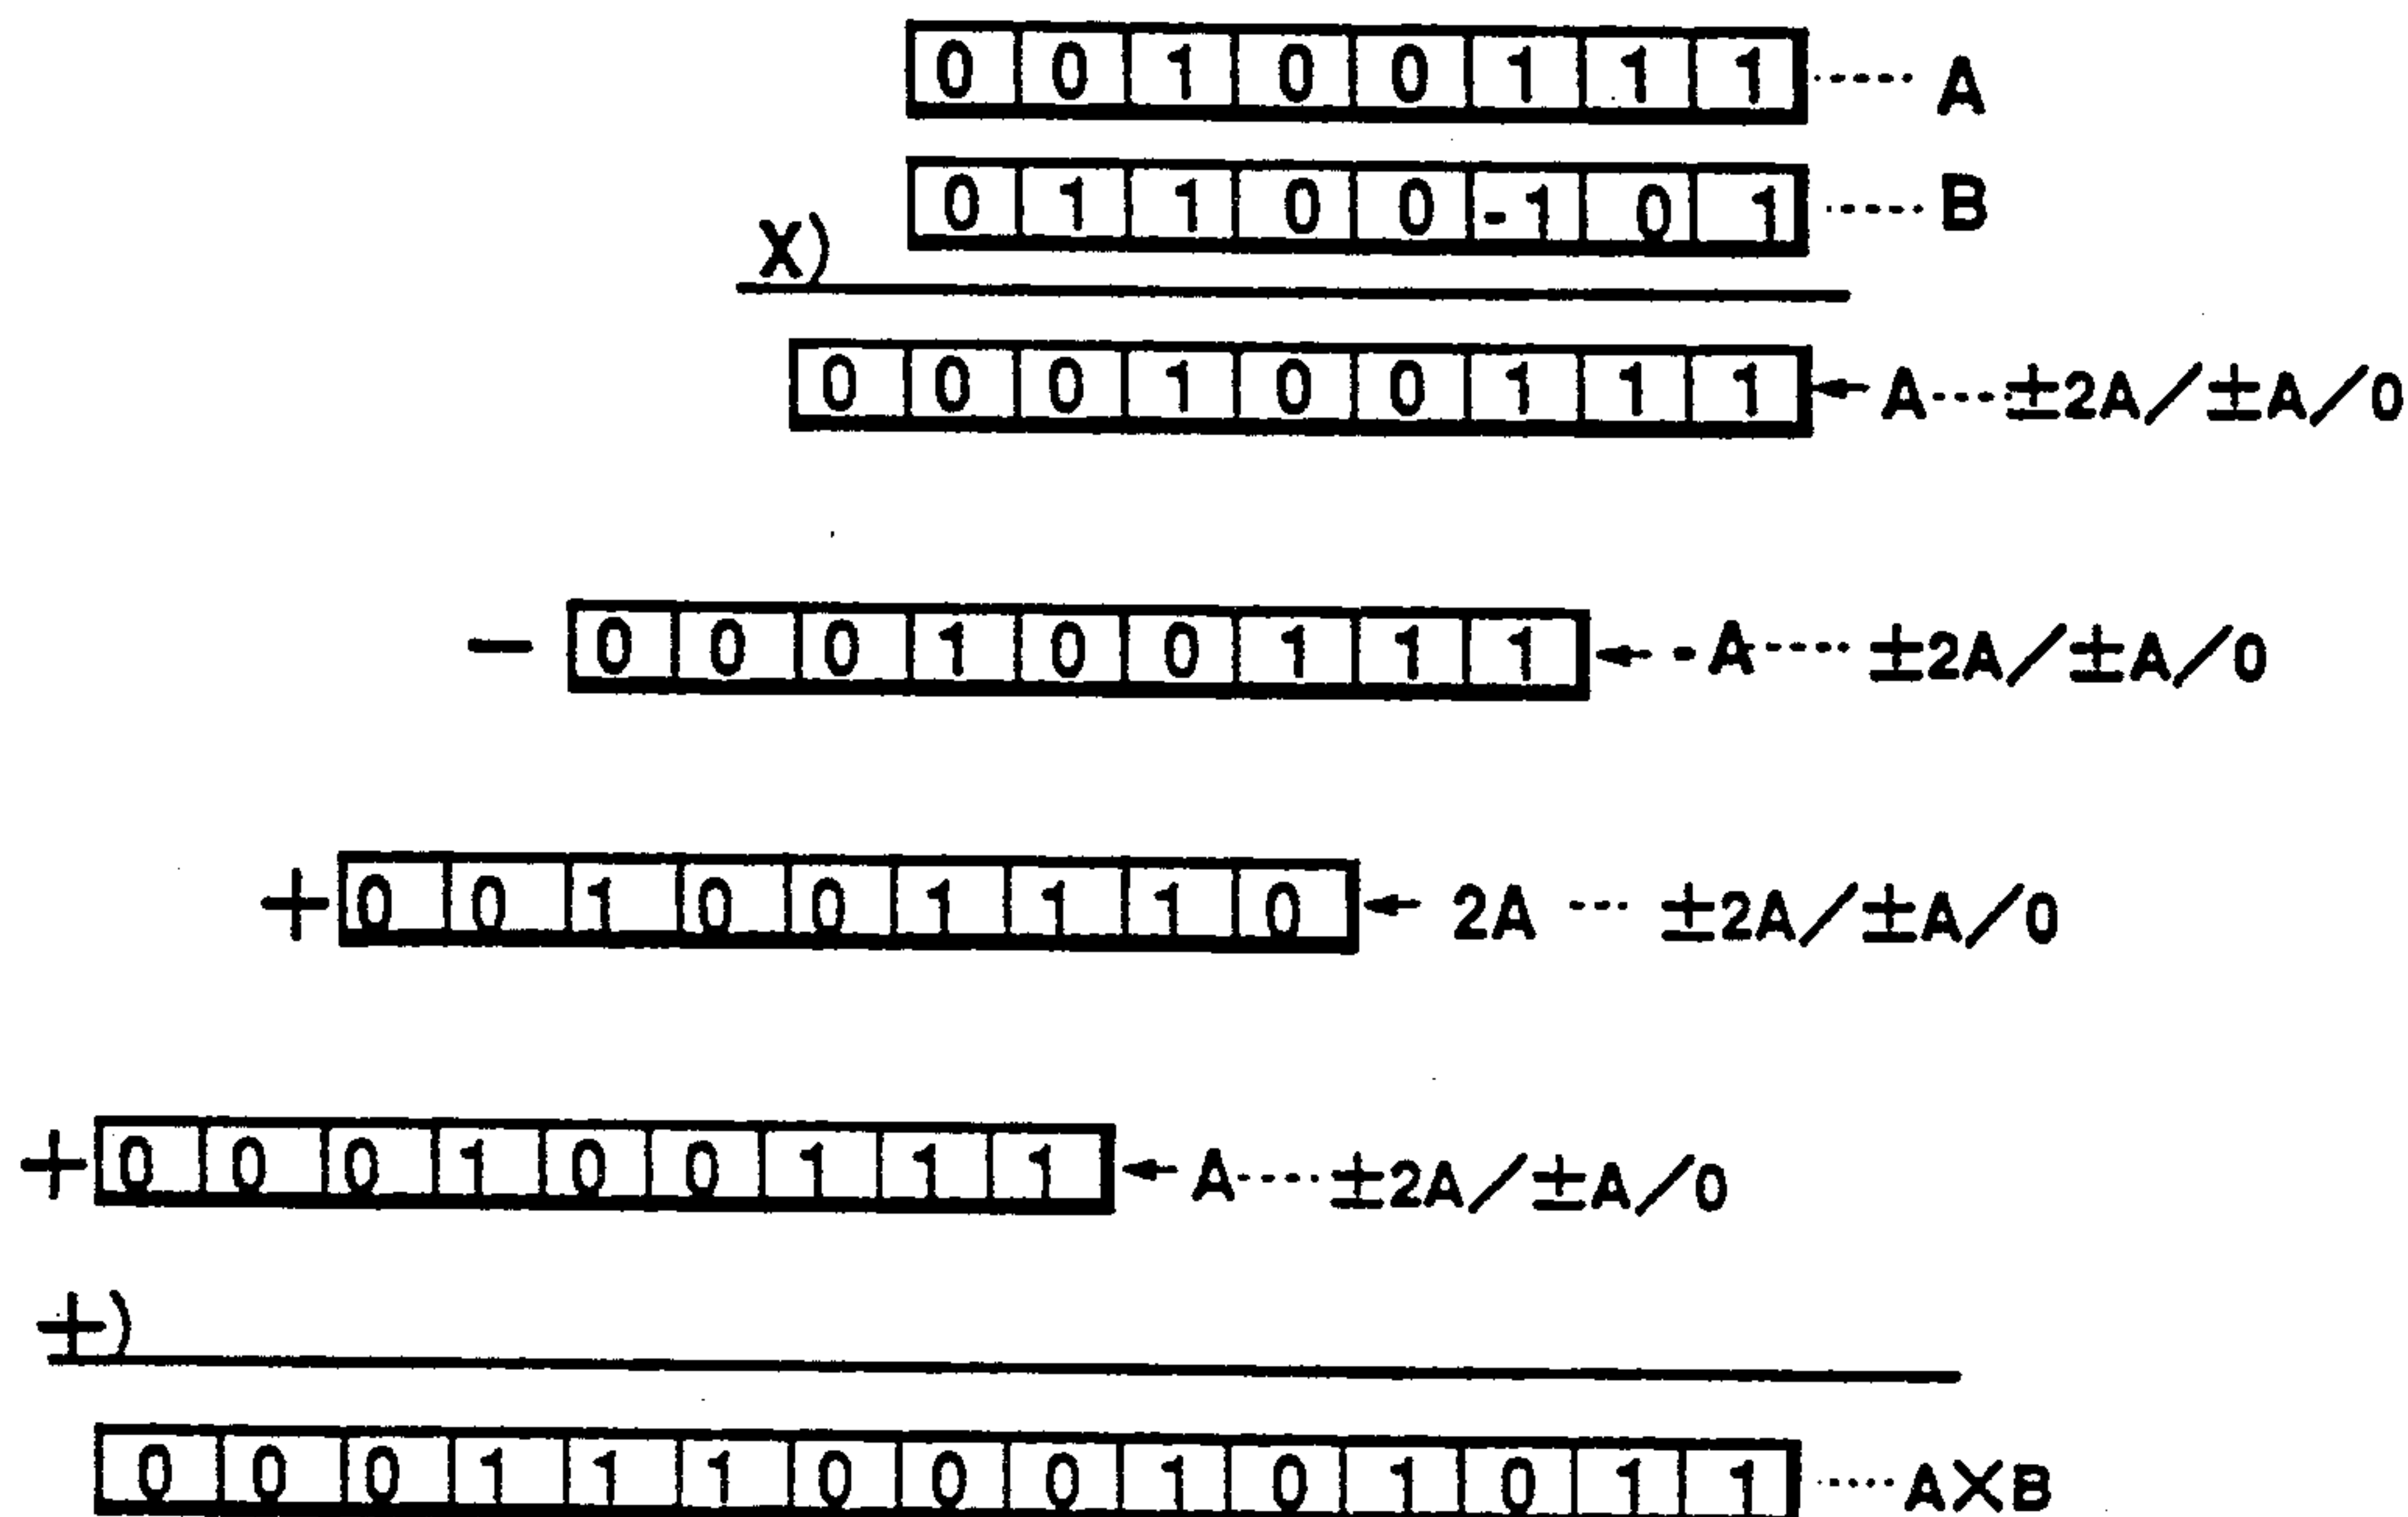 0 0 1 0 0 1 1 1 ····· A
0 1 1 0 0 -1 0 1 ····· B
X)
0 0 0 1 0 0 1 1 1 ← A····±2A/±A/0
− 0 0 0 1 0 0 1 1 1 ← -A····±2A/±A/0
+ 0 0 1 0 0 1 1 1 0 ← 2A ··· ±2A/±A/0
+ 0 0 0 1 0 0 1 1 1 ← A····±2A/±A/0
±)
0 0 0 1 1 1 0 0 0 1 0 1 0 1 1 ····· A×B